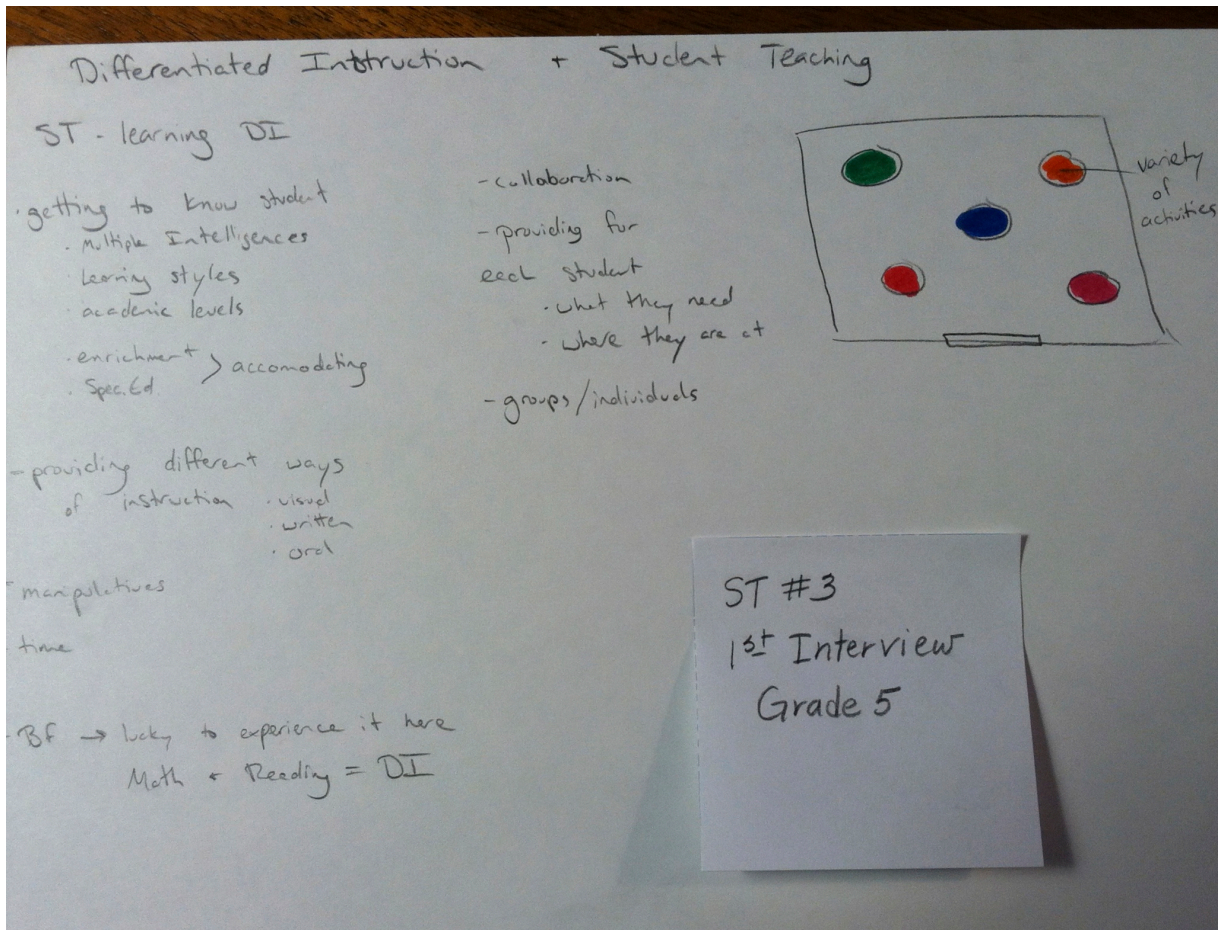 Differentiated Instruction + Student Teaching
ST - learning DI
· getting to know student
· Multiple Intelligences
· Learning styles
· academic levels
· enrichment > accomodating
· Spec. Ed
- providing different ways
of instruction · visual
· written
· oral
- manipulatives
- time
- BF → lucky to experience it here
Math + Reading = DI
- collaboration
- providing for
each student
· what they need
· where they are at
- groups/individuals
variety
of
activities
ST #3
1st Interview
Grade 5